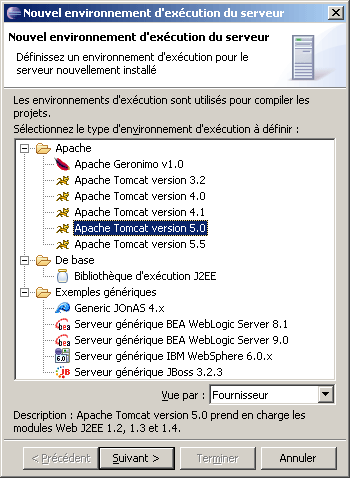 Nouvel environnement d'exécution du serveur
Nouvel environnement d'exécution du serveur
Définissez un environnement d'exécution pour le
serveur nouvellement installé
Les environnements d'exécution sont utilisés pour compiler les
projets.
Sélectionnez le type d'environnement d'exécution à définir :
Apache
Apache Geronimo v1.0
Apache Tomcat version 3.2
Apache Tomcat version 4.0
Apache Tomcat version 4.1
Apache Tomcat version 5.0
Apache Tomcat version 5.5
De base
Bibliothèque d'exécution J2EE
Exemples génériques
Generic JOnAS 4.x
bea Serveur générique BEA WebLogic Server 8.1
bea Serveur générique BEA WebLogic Server 9.0
6.0 Serveur générique IBM WebSphere 6.0.x
JB Serveur générique JBoss 3.2.3
Vue par : Fournisseur
Description : Apache Tomcat version 5.0 prend en charge les
modules Web J2EE 1.2, 1.3 et 1.4.
< Précédent Suivant > Terminer Annuler